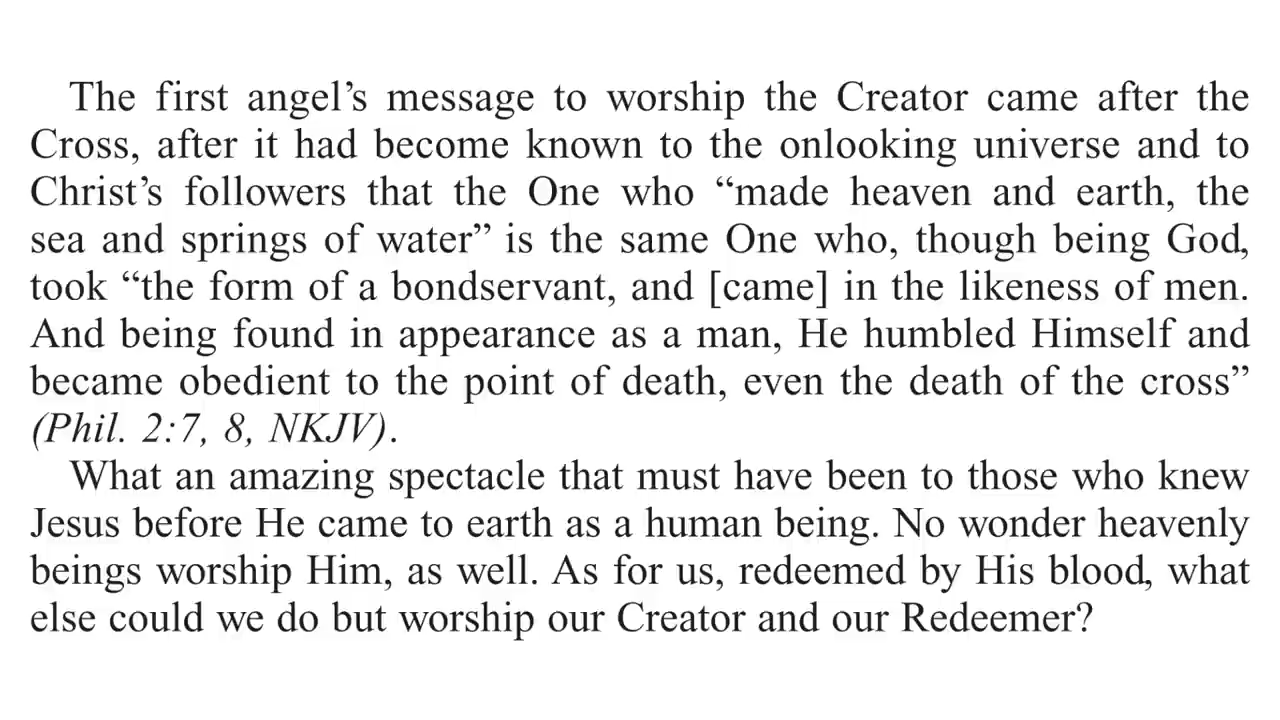 The first angel’s message to worship the Creator came after the
Cross, after it had become known to the onlooking universe and to
Christ’s followers that the One who “made heaven and earth, the
sea and springs of water” is the same One who, though being God,
took “the form of a bondservant, and [came] in the likeness of men.
And being found in appearance as a man, He humbled Himself and
became obedient to the point of death, even the death of the cross”
(Phil. 2:7, 8, NKJV).
What an amazing spectacle that must have been to those who knew
Jesus before He came to earth as a human being. No wonder heavenly
beings worship Him, as well. As for us, redeemed by His blood, what
else could we do but worship our Creator and our Redeemer?